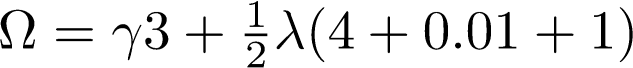 Ω = γ3 + ½λ(4 + 0.01 + 1)